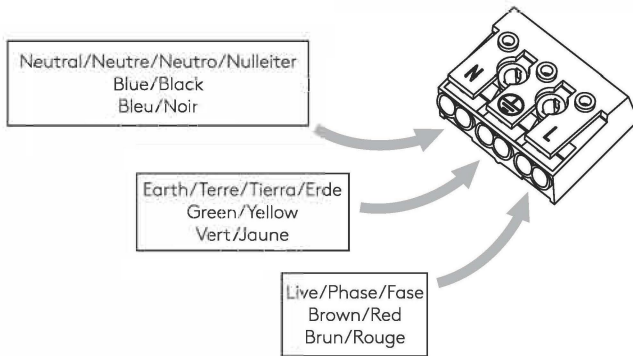 Neutral/Neutre/Neutro/Nulleiter
Blue/Black
Bleu/Noir
N
L
Earth/Terre/Tierra/Erde
Green/Yellow
Vert/Jaune
Live/Phase/Fase
Brown/Red
Brun/Rouge